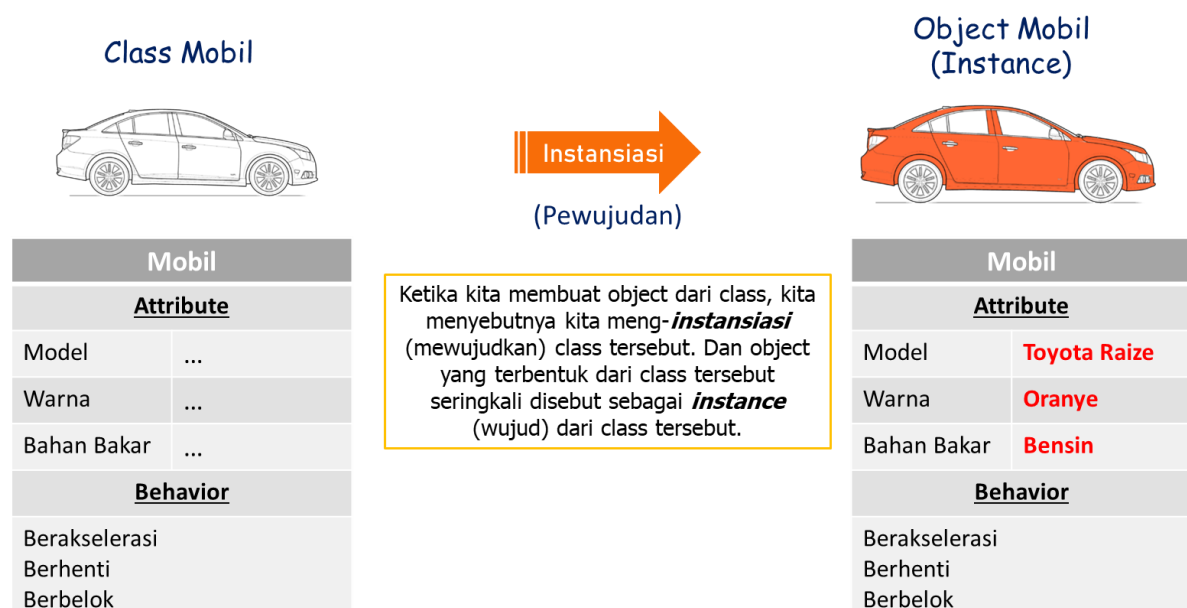 Class Mobil
Object Mobil
(Instance)
Instansiasi
(Pewujudan)
Mobil
Attribute
Model ...
Warna ...
Bahan Bakar ...
Behavior
Berakselerasi
Berhenti
Berbelok
Ketika kita membuat object dari class, kita
menyebutnya kita meng-instansiasi
(mewujudkan) class tersebut. Dan object
yang terbentuk dari class tersebut
seringkali disebut sebagai instance
(wujud) dari class tersebut.
Mobil
Attribute
Model Toyota Raize
Warna Oranye
Bahan Bakar Bensin
Behavior
Berakselerasi
Berhenti
Berbelok